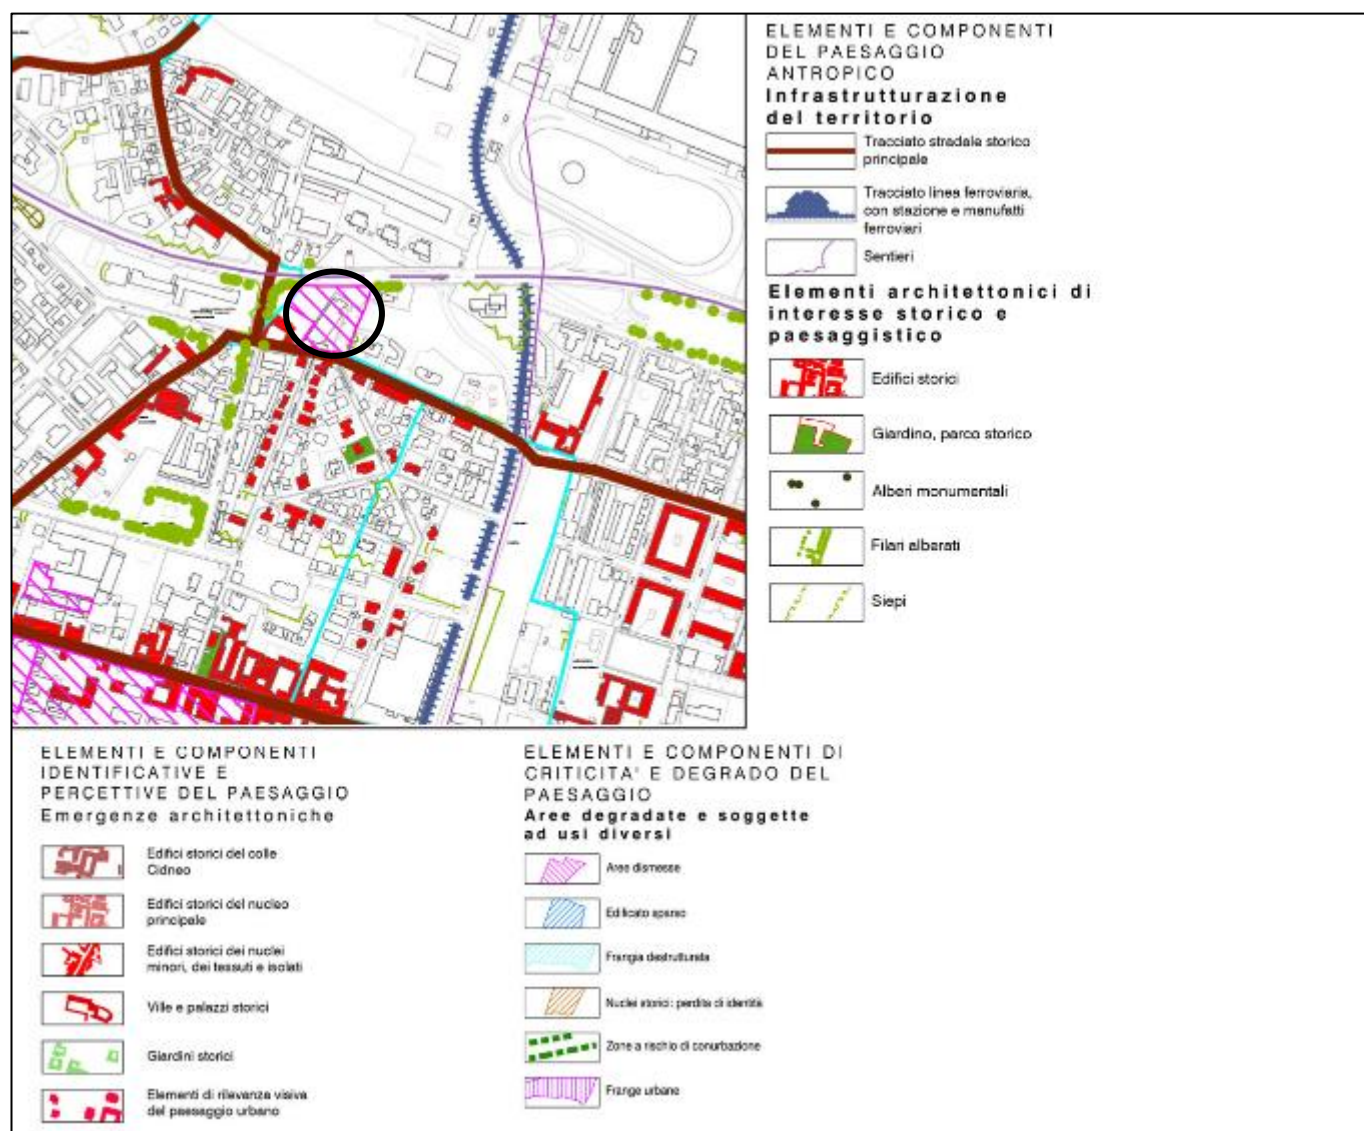 ELEMENTI E COMPONENTI
DEL PAESAGGIO
ANTROPICO
Infrastrutturazione
del territorio
Tracciato stradale storico
principale
Tracciato linea ferroviaria,
con stazione e manufatti
ferroviari
Sentieri
Elementi architettonici di
interesse storico e
paesaggistico
Edifici storici
Giardino, parco storico
Alberi monumentali
Filari alberati
Siepi
ELEMENTI E COMPONENTI
IDENTIFICATIVE E
PERCETTIVE DEL PAESAGGIO
Emergenze architettoniche
Edifici storici del colle
Cidneo
Edifici storici del nucleo
principale
Edifici storici dei nuclei
minori, dei tessuti e isolati
Ville e palazzi storici
Giardini storici
Elementi di rilevanza visiva
del paesaggio urbano
ELEMENTI E COMPONENTI DI
CRITICITA' E DEGRADO DEL
PAESAGGIO
Aree degradate e soggette
ad usi diversi
Aree dismesse
Edificato sparso
Frangia destrutturata
Nuclei storici: perdita di identità
Zone a rischio di conurbazione
Frange urbane